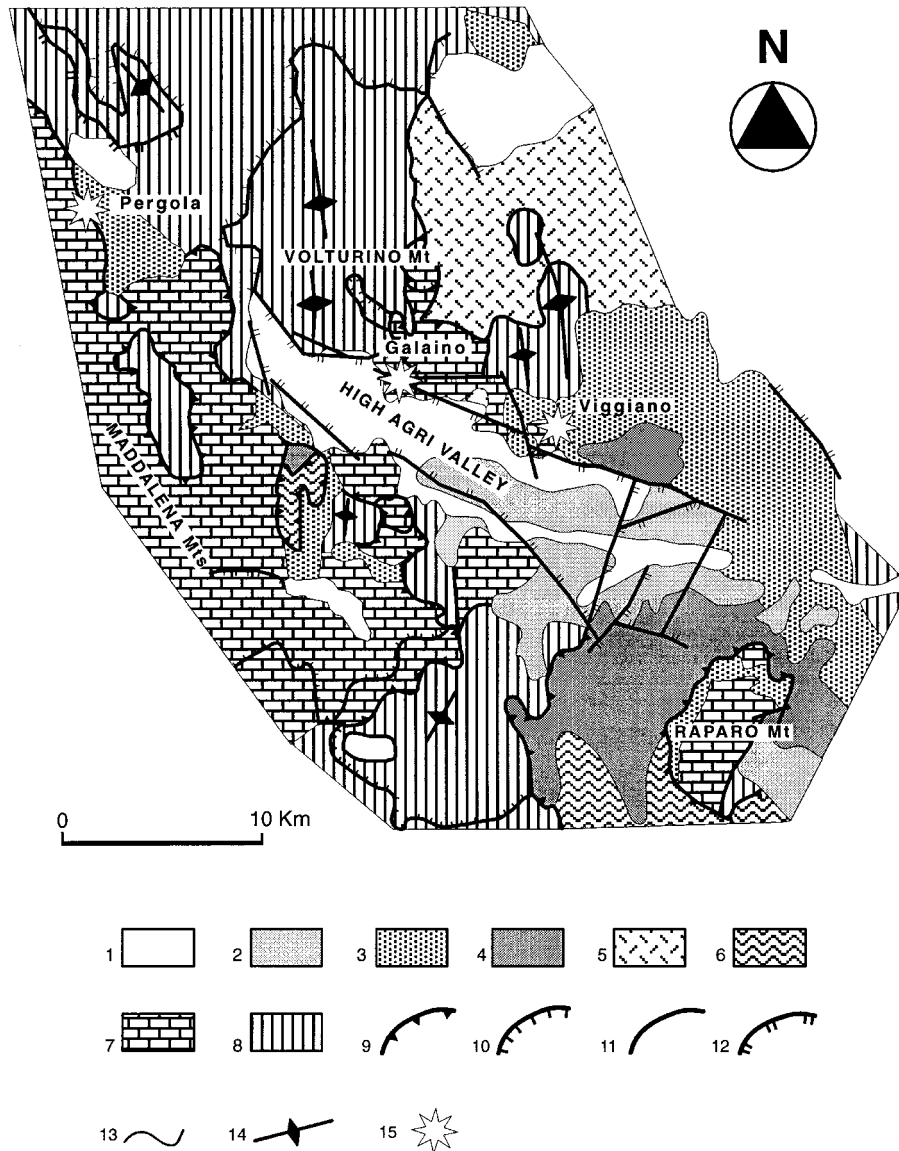 N
Pergola
VOLTURINO Mt
Galaino
HIGH AGRI VALLEY
Viggiano
MADDALENA Mts
RAPARO Mt
0 10 Km
1 2 3 4 5 6
7 8 9 10 11 12
13 14 15